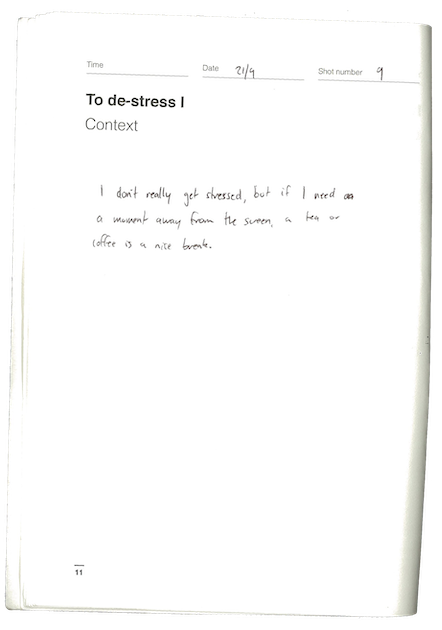 Time
Date 21/9 Shot number 9
To de-stress I
Context
I don't really get stressed, but if I need
a moment away from the screen, a tea or
coffee is a nice break.
11